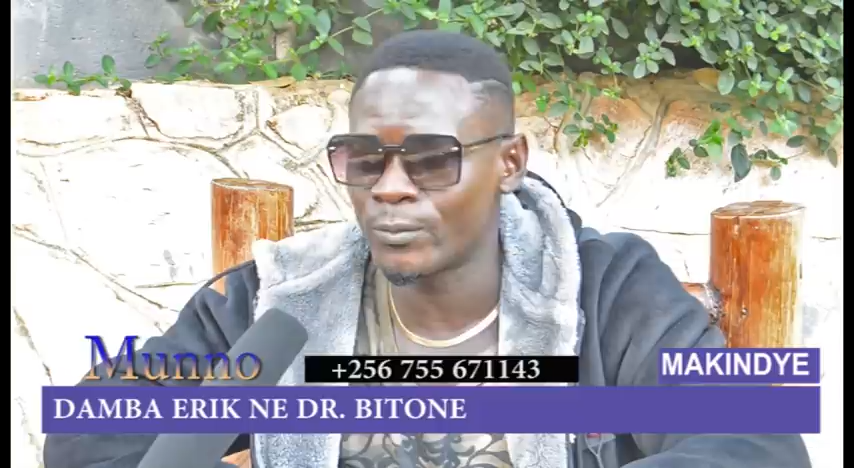 Munno
+256 755 671143
MAKINDYE
DAMBA ERIK NE DR. BITONE